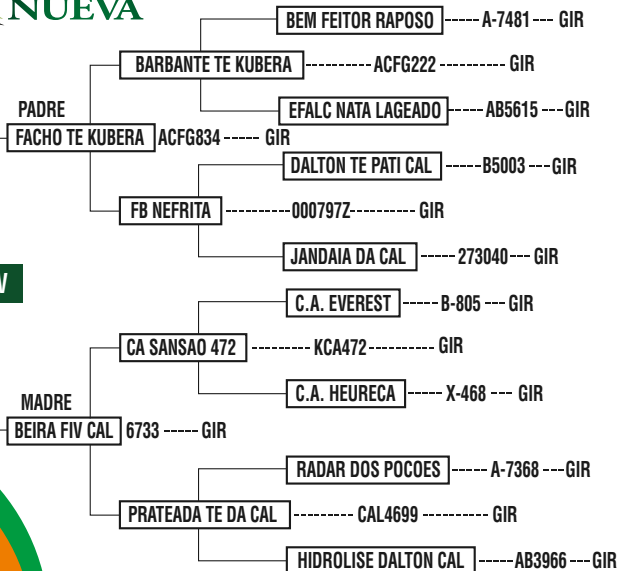 NUEVA
BEM FEITOR RAPOSO ----- A-7481 --- GIR
BARBANTE TE KUBERA ---------- ACFG222 ---------- GIR
EFALC NATA LAGEADO ----- AB5615 ---GIR
PADRE
FACHO TE KUBERA ACFG834 ----- GIR
DALTON TE PATI CAL -----B5003 ---GIR
FB NEFRITA ----------000797Z---------- GIR
JANDAIA DA CAL -----273040--- GIR
C.A. EVEREST -----B-805 --- GIR
CA SANSAO 472 ---------- KCA472---------- GIR
C.A. HEURECA ----- X-468 --- GIR
MADRE
BEIRA FIV CAL 6733 ----- GIR
RADAR DOS POCOES ----- A-7368 ---GIR
PRATEADA TE DA CAL ---------- CAL4699 ---------- GIR
HIDROLISE DALTON CAL -----AB3966 ---GIR